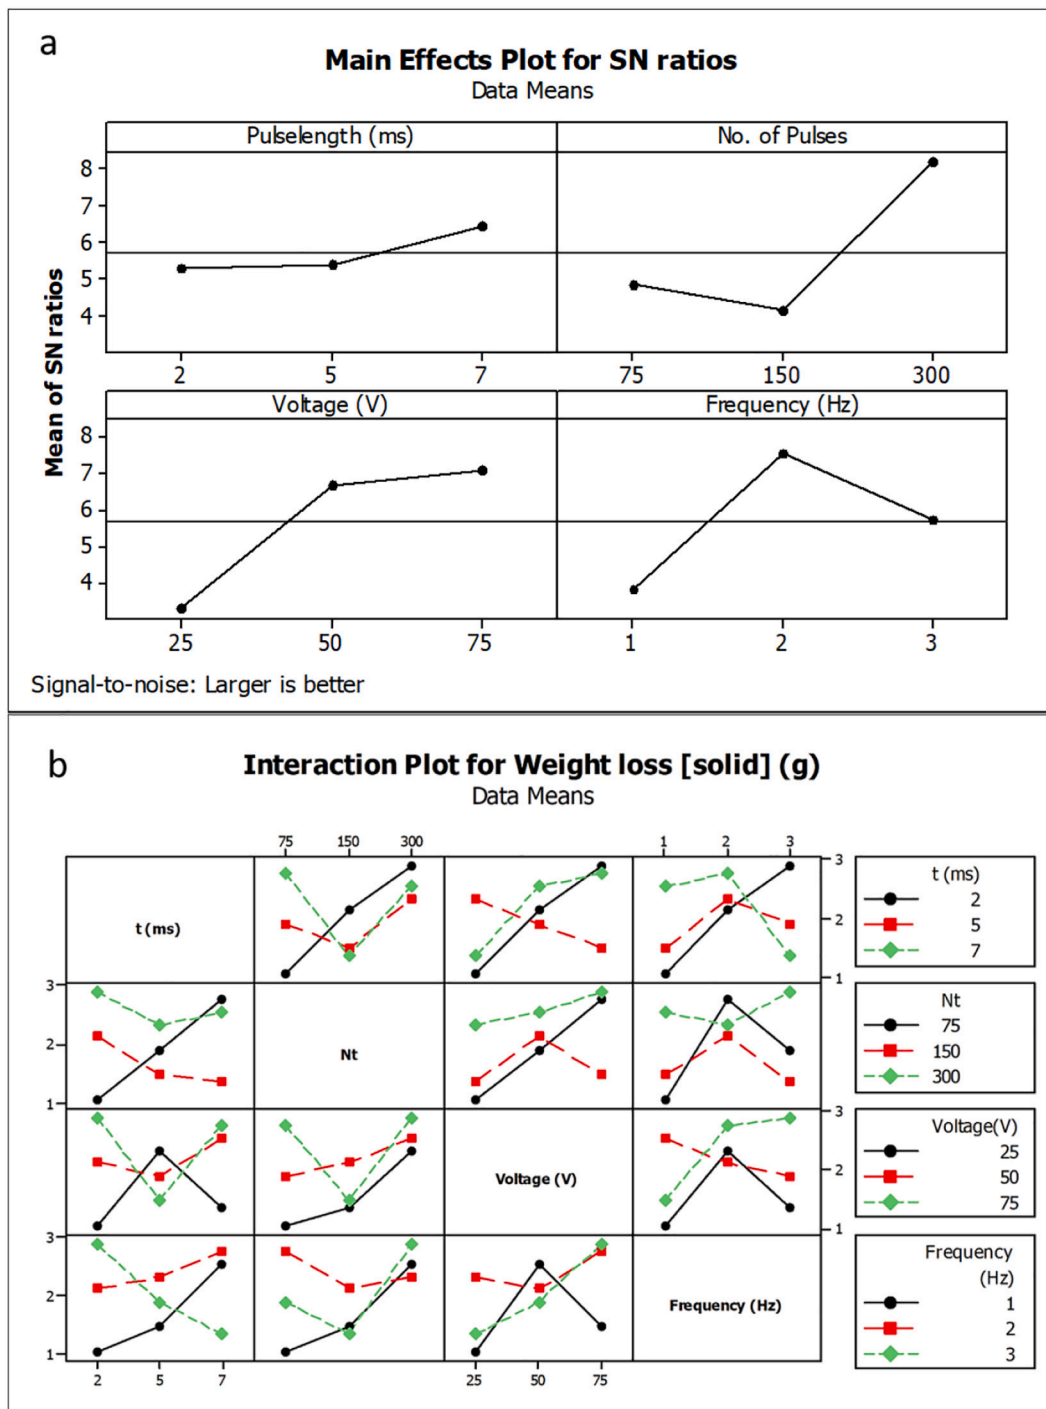 a
Main Effects Plot for SN ratios
Data Means
Pulselength (ms)
No. of Pulses
8
7
6
5
4
2
5
7
75
150
300
Mean of SN ratios
Voltage (V)
Frequency (Hz)
8
7
6
5
4
25
50
75
1
2
3
Signal-to-noise: Larger is better
b
Interaction Plot for Weight loss [solid] (g)
Data Means
75
150
300
1
2
3
t (ms)
3
2
1
t (ms)
2
5
7
3
2
1
Nt
Nt
75
150
300
Voltage (V)
3
2
1
Voltage(V)
25
50
75
3
2
1
Frequency (Hz)
Frequency
(Hz)
1
2
3
2
5
7
25
50
75